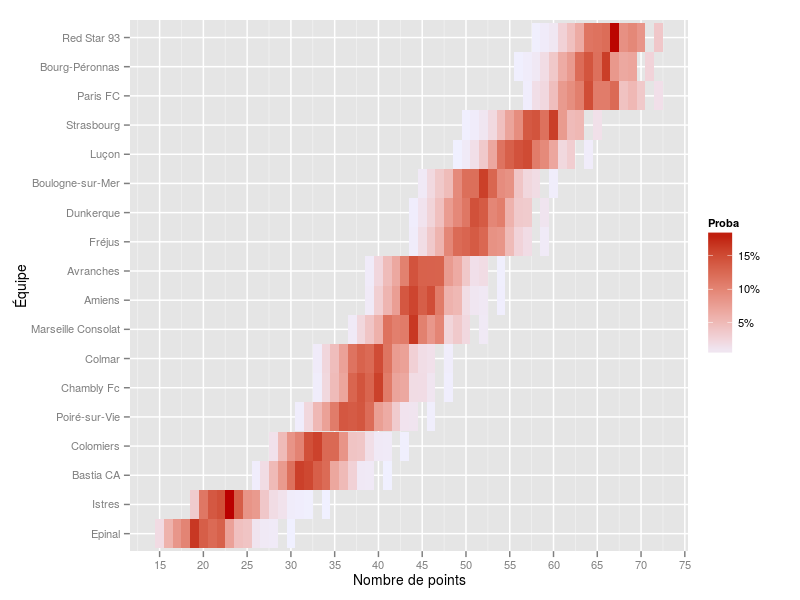 Red Star 93
Bourg-Péronnas
Paris FC
Strasbourg
Luçon
Boulogne-sur-Mer
Dunkerque
Fréjus
Avranches
Amiens
Marseille Consolat
Colmar
Chambly Fc
Poiré-sur-Vie
Colomiers
Bastia CA
Istres
Epinal
Équipe
15 20 25 30 35 40 45 50 55 60 65 70 75
Nombre de points
Proba
15%
10%
5%